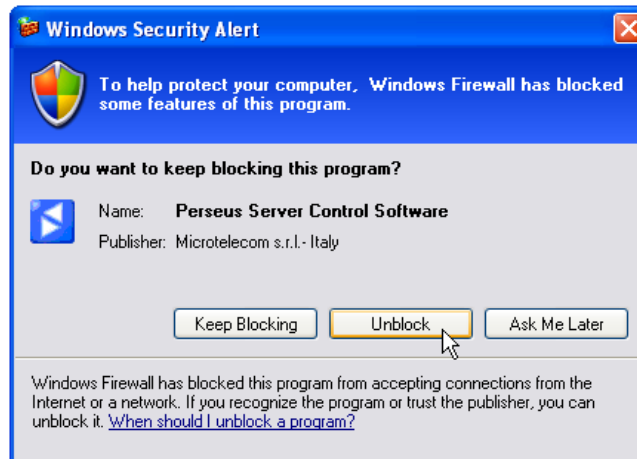 Windows Security Alert
To help protect your computer, Windows Firewall has blocked
some features of this program.
Do you want to keep blocking this program?
Name: Perseus Server Control Software
Publisher: Microtelecom s.r.l.- Italy
Keep Blocking Unblock Ask Me Later
Windows Firewall has blocked this program from accepting connections from the
Internet or a network. If you recognize the program or trust the publisher, you can
unblock it. When should I unblock a program?